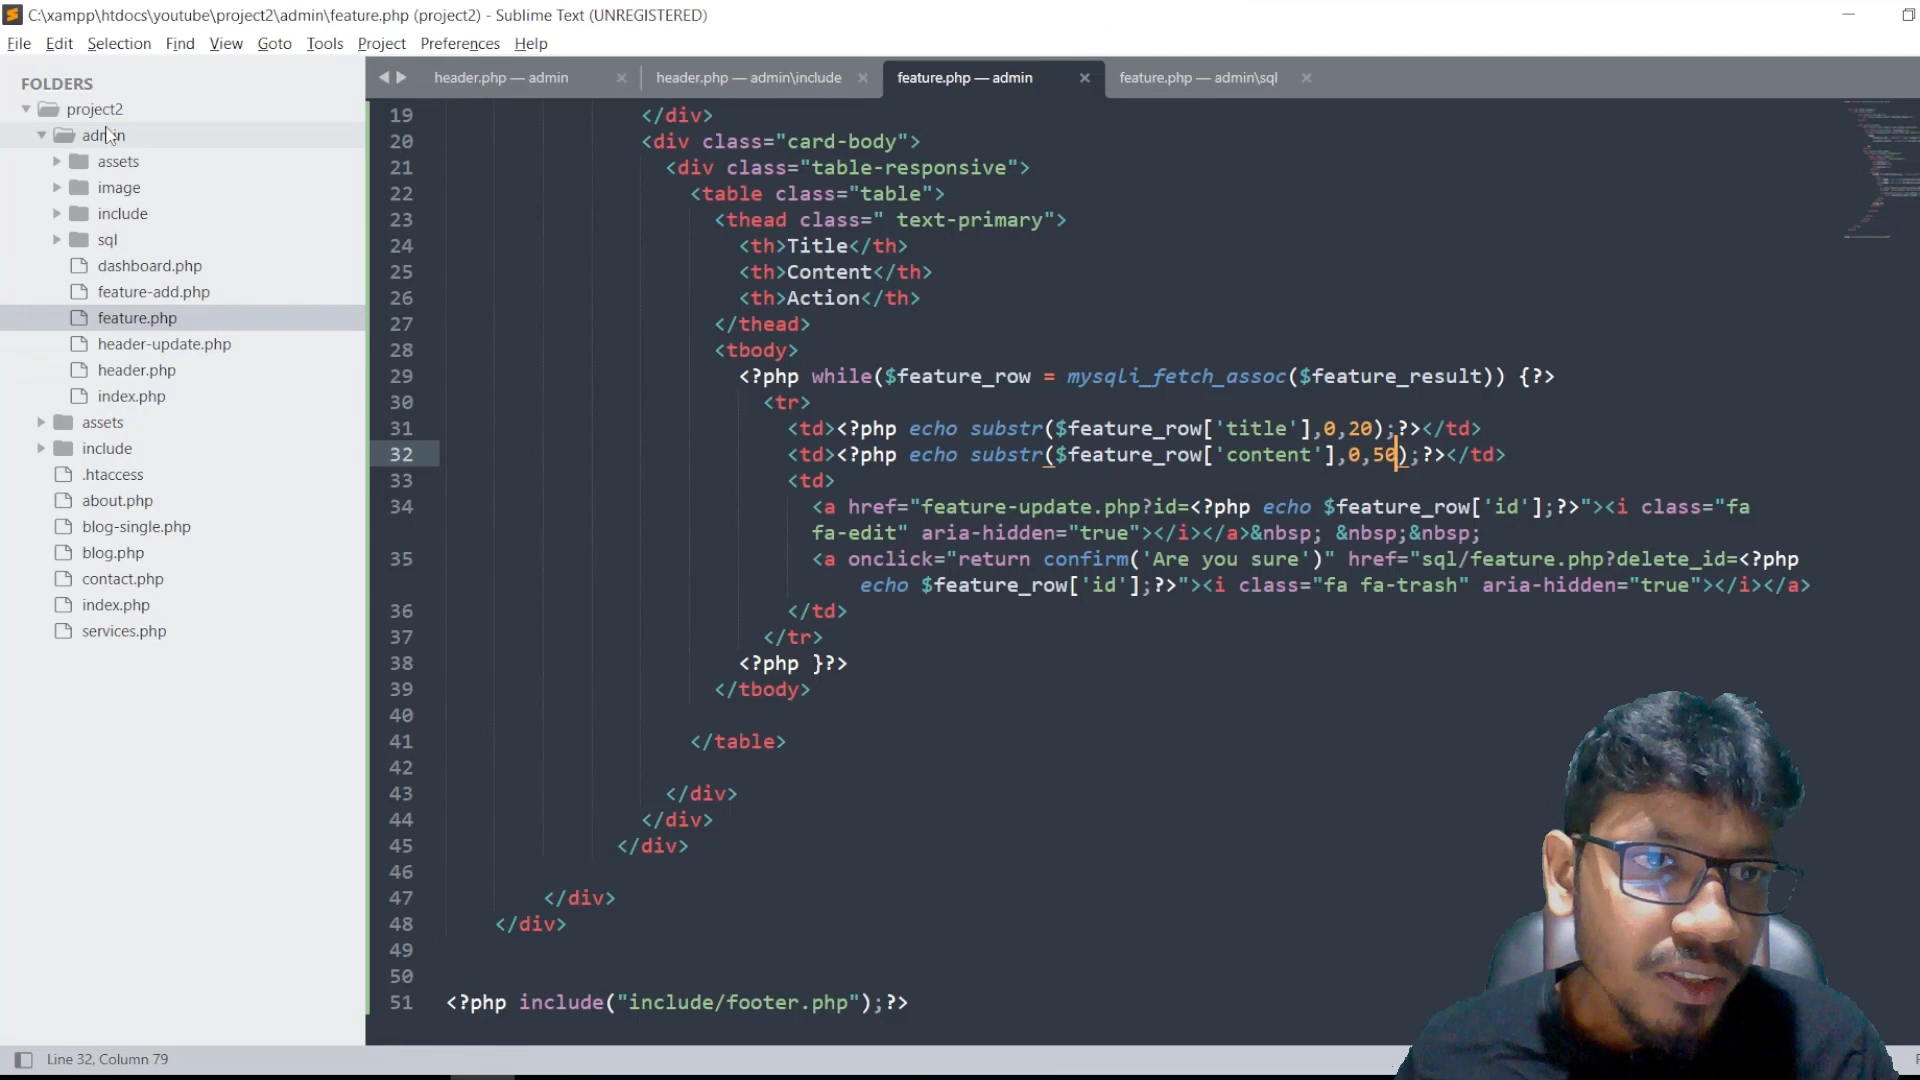 C:\xampp\htdocs\youtube\project2\admin\feature.php (project2) - Sublime Text (UNREGISTERED)
File Edit Selection Find View Goto Tools Project Preferences Help
FOLDERS
project2
admin
assets
image
include
sql
dashboard.php
feature-add.php
feature.php
header-update.php
header.php
index.php
assets
include
.htaccess
about.php
blog-single.php
blog.php
contact.php
index.php
services.php
header.php — admin header.php — admin\include feature.php — admin feature.php — admin\sql
19 </div>
20 <div class="card-body">
21 <div class="table-responsive">
22 <table class="table">
23 <thead class=" text-primary">
24 <th>Title</th>
25 <th>Content</th>
26 <th>Action</th>
27 </thead>
28 <tbody>
29 <?php while($feature_row = mysqli_fetch_assoc($feature_result)) {?>
30 <tr>
31 <td><?php echo substr($feature_row['title'],0,20);?></td>
32 <td><?php echo substr($feature_row['content'],0,50);?></td>
33 <td>
34 <a href="feature-update.php?id=<?php echo $feature_row['id'];?>"><i class="fa
fa-edit" aria-hidden="true"></i></a>&nbsp; &nbsp;&nbsp;
35 <a onclick="return confirm('Are you sure')" href="sql/feature.php?delete_id=<?php
echo $feature_row['id'];?>"><i class="fa fa-trash" aria-hidden="true"></i></a>
36 </td>
37 </tr>
38 <?php }?>
39 </tbody>
40
41 </table>
42
43 </div>
44 </div>
45 </div>
46
47 </div>
48 </div>
49
50
51 <?php include("include/footer.php");?>
Line 32, Column 79